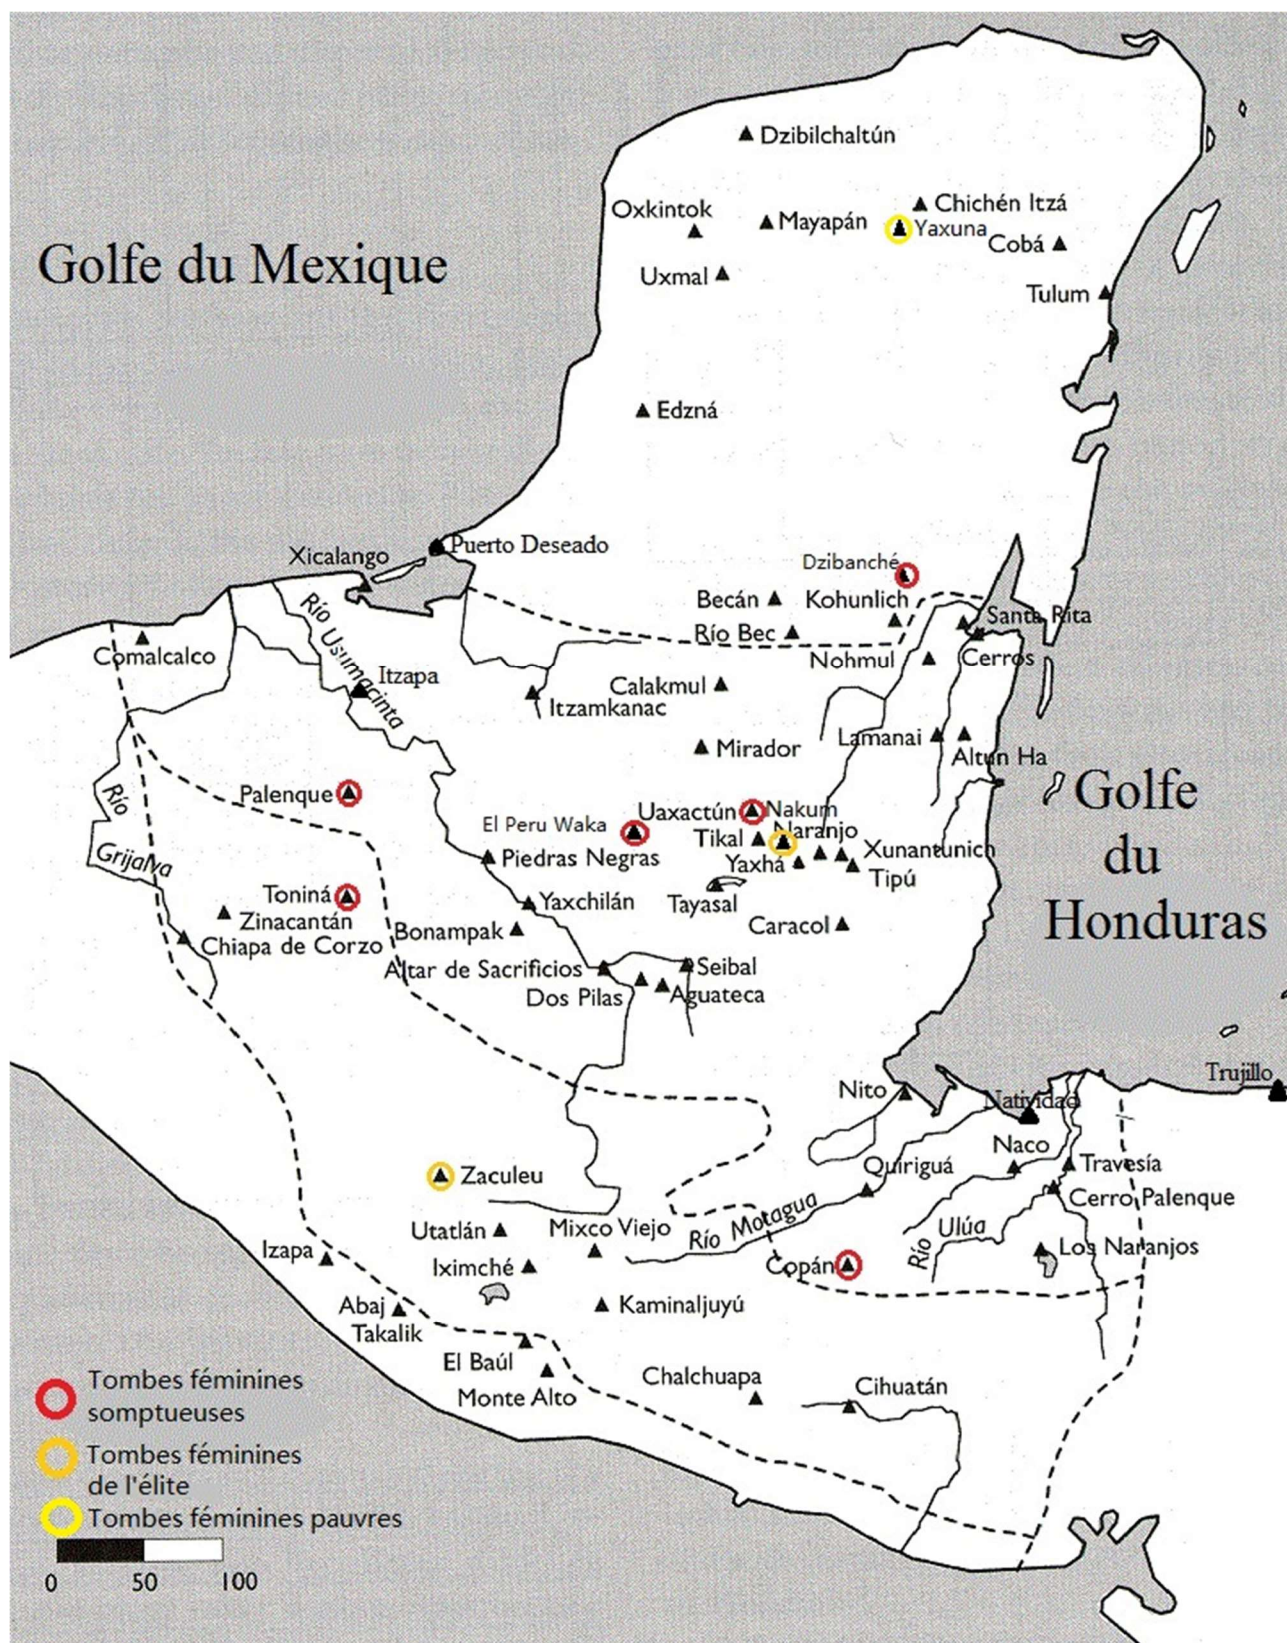 Dzibilchaltún
Oxkintok
Mayapán
Chichén Itzá
Yaxuna
Cobá
Golfe du Mexique
Uxmal
Tulum
Edzná
Xicalango
Puerto Deseado
Dzibanché
Becán
Kohunlich
Río Bec
Santa Rita
Río Usumacinta
Comalcalco
Itzapa
Nohmul
Cerros
Calakmul
Itzamkanac
Mirador
Lamanai
Altun Ha
Palenque
Río
Grijalva
Uaxactún
Nakum
El Peru Waka
Tikal
Naranjo
Piedras Negras
Yaxhá
Xunantunich
Tipú
Golfe
du
Honduras
Toniná
Zinacantán
Chiapa de Corzo
Yaxchilán
Tayasal
Bonampak
Caracol
Altar de Sacrificios
Seibal
Dos Pilas
Aguateca
Nito
Natividad
Trujillo
Naco
Travesía
Quiriguá
Zaculeu
Cerro Palenque
Utatlán
Mixco Viejo
Río Motagua
Río Ulúa
Izapa
Iximché
Copán
Los Naranjos
Abaj
Takalik
Kaminaljuyú
El Baúl
Monte Alto
Chalchuapa
Cihuatán
Tombes féminines
somptueuses
Tombes féminines
de l'élite
Tombes féminines pauvres
0 50 100